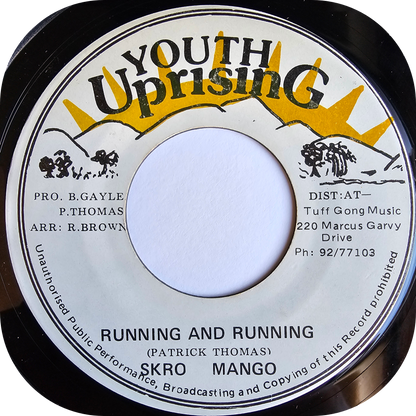 YOUTH
UprisinG
PRO. B.GAYLE
P.THOMAS
ARR: R.BROWN
DIST:AT—
Tuff Gong Music
220 Marcus Garvy
Drive
Ph: 92/77103
RUNNING AND RUNNING
(PATRICK THOMAS)
SKRO MANGO
Unauthorised Public Performance, Broadcasting and Copying of this Record prohibited